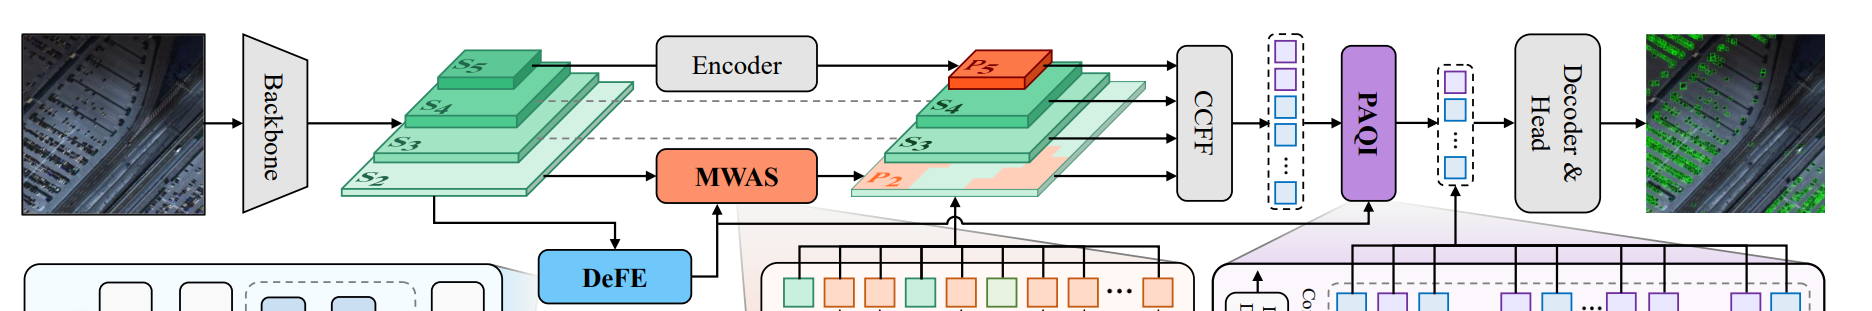 Backbone
S5
S4
S3
S2
Encoder
MWAS
DeFE
P5
S4
S3
P2
CCFF
PAQI
Decoder &
Head
...